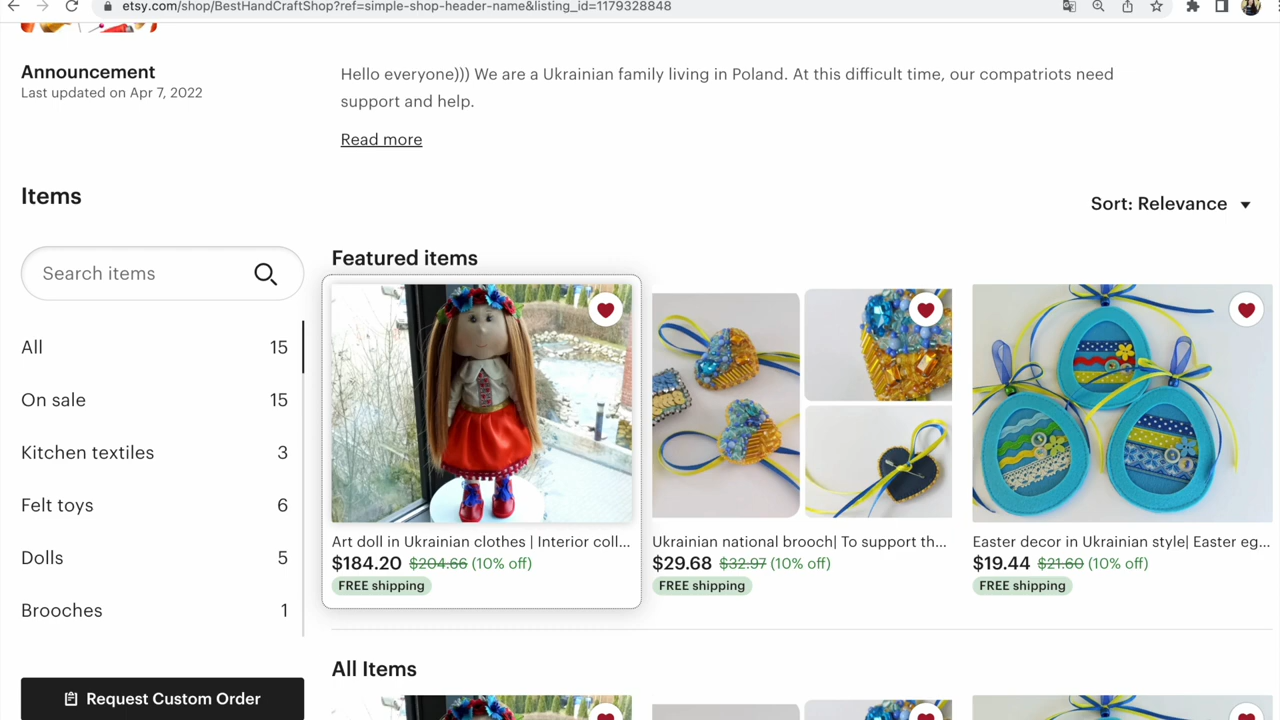 etsy.com/shop/BestHandCraftShop?ref=simple-shop-header-name&listing_id=1179328848
Announcement
Last updated on Apr 7, 2022
Hello everyone))) We are a Ukrainian family living in Poland. At this difficult time, our compatriots need
support and help.
Read more
Items
Sort: Relevance
Search items
All 15
On sale 15
Kitchen textiles 3
Felt toys 6
Dolls 5
Brooches 1
Request Custom Order
Featured items
Art doll in Ukrainian clothes | Interior coll...
$184.20 $204.66 (10% off)
FREE shipping
Ukrainian national brooch| To support th...
$29.68 $32.97 (10% off)
FREE shipping
Easter decor in Ukrainian style| Easter eg...
$19.44 $21.60 (10% off)
FREE shipping
All Items